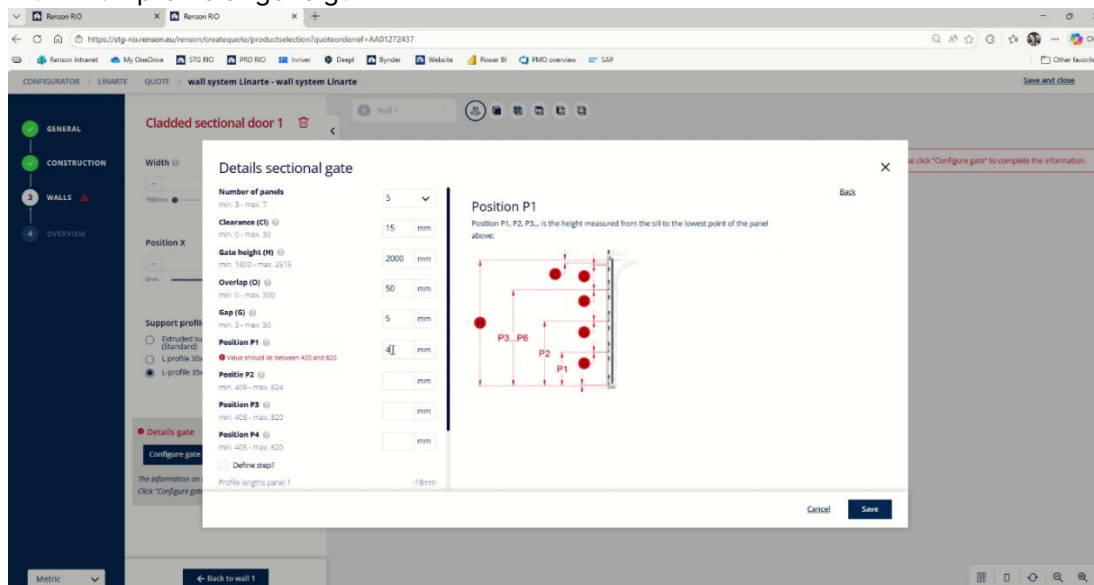 Renson RIO
Renson RIO
https://stg-rio.renson.eu/renson/createquote/productselection?quoteorderref=AA01272437
Renson Intranet
My OneDrive
STG RIO
PRD RIO
inriver
Deepl
Bynder
Website
Power BI
PMO overview
SAP
Other favorite
CONFIGURATOR
LINARTE
QUOTE
wall system Linarte - wall system Linarte
Save and close
GENERAL
CONSTRUCTION
3 WALLS
4 OVERVIEW
Metric
Cladded sectional door 1
Wall 1
Width
1500mm
Position X
0mm
Support profil
Extruded su
(Standard)
L-profile 30x
L-profile 35x
Details gate
Configure gate
The information on
Click "Configure gate
Back to wall 1
se click "Configure gate" to complete the information.
Details sectional gate
Number of panels
min. 3 - max. 7
5
Clearance (Cl)
min. 0 - max. 30
15 mm
Gate height (H)
min. 1800 - max. 2515
2000 mm
Overlap (O)
min. 0 - max. 300
50 mm
Gap (G)
min. 3 - max. 30
5 mm
Position P1
Value should lie between 420 and 820
4 mm
Positie P2
min. 409 - max. 824
mm
Position P3
min. 405 - max. 820
mm
Position P4
min. 405 - max. 820
mm
Define step?
Profile lengths panel 1
-18mm
Back
Position P1
Position P1, P2, P3... is the height measured from the sill to the lowest point of the panel
above:
H
P3...P6
P2
P1
Cancel
Save